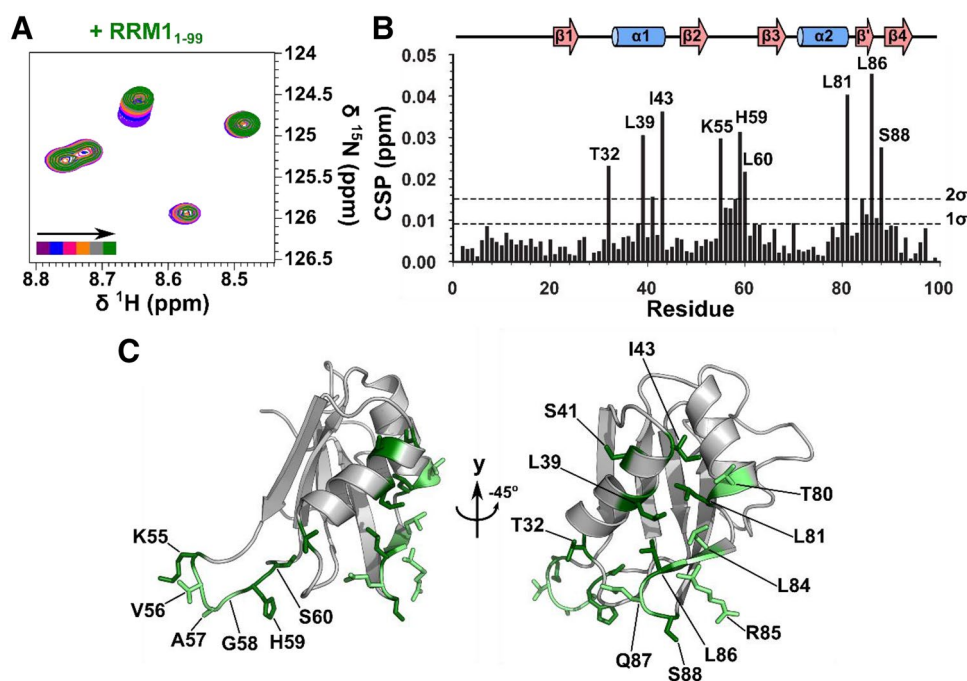 A
+ RRM1 1-99
124
124.5
125
125.5
126
126.5
δ 15N (ppm)
8.8
8.7
8.6
8.5
δ 1H (ppm)
B
β1
α1
β2
β3
α2
β'
β4
0.05
0.04
0.03
0.02
0.01
0.00
CSP (ppm)
T32
L39
I43
K55
H59
L60
L81
L86
S88
2σ
1σ
0
20
40
60
80
100
Residue
C
K55
V56
A57
G58
H59
S60
y
-45º
I43
S41
L39
T32
T80
L81
L84
R85
L86
S88
Q87